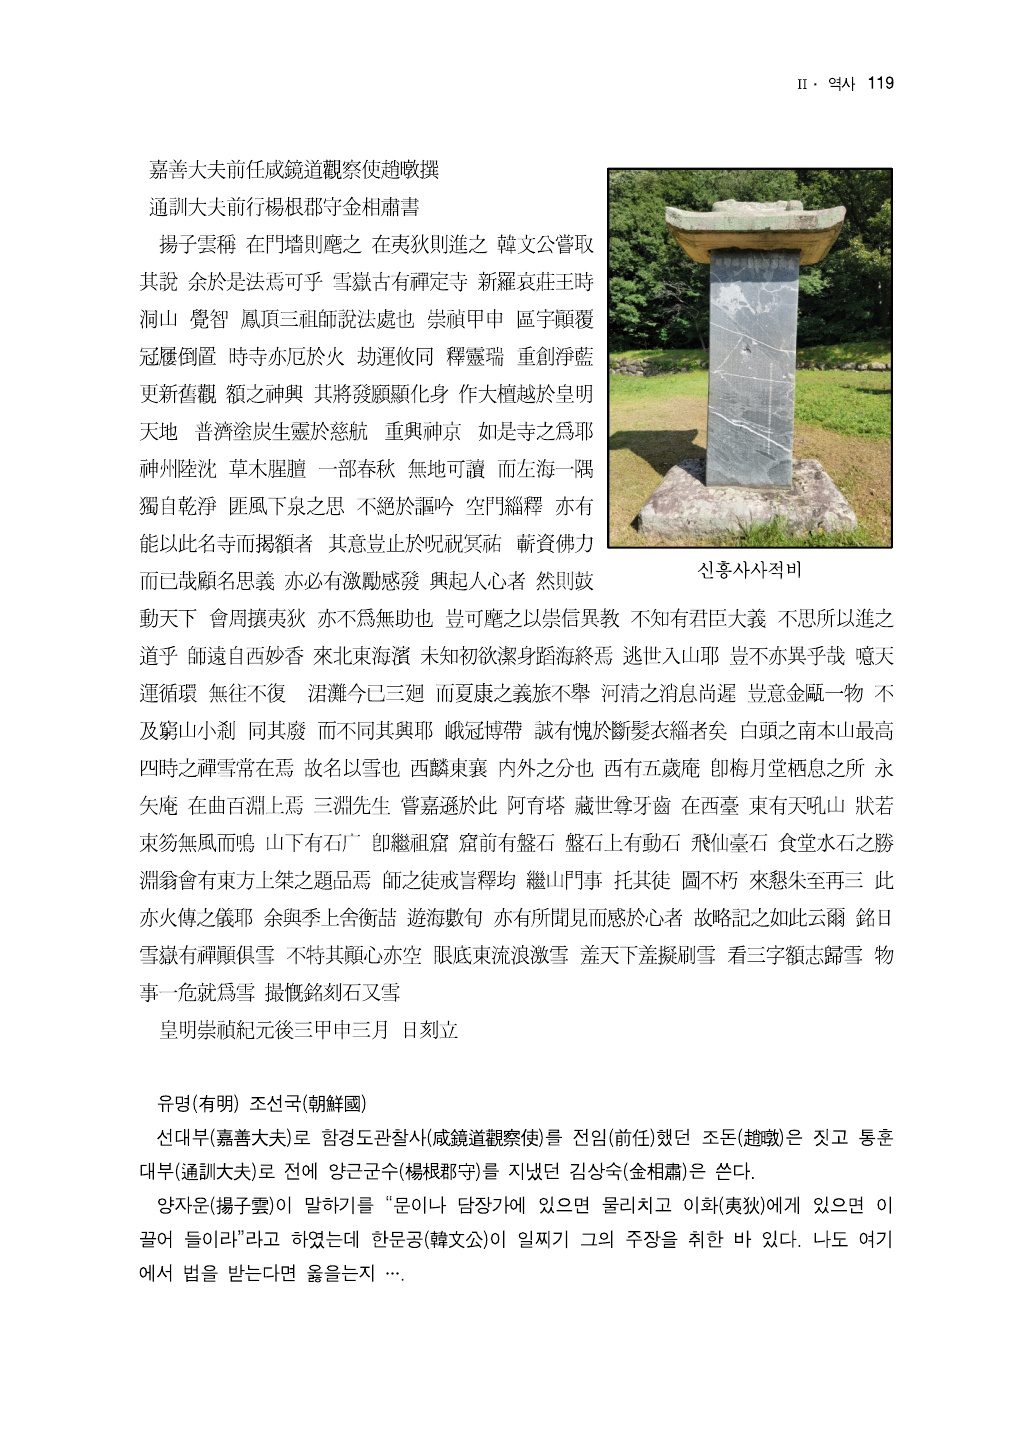 II · 역사 119
嘉善大夫前任咸鏡道觀察使趙暾撰
通訓大夫前行楊根郡守金相肅書
揚子雲稱 在門墻則麾之 在夷狄則進之 韓文公嘗取
其說 余於是法焉可乎 雪嶽古有禪定寺 新羅哀莊王時
洞山 覺智 鳳頂三祖師說法處也 崇禎甲申 區宇顚覆
冠屨倒置 時寺亦厄於火 劫運攸同 釋靈瑞 重創淨藍
更新舊觀 額之神興 其將發願顯化身 作大檀越於皇明
天地 普濟塗炭生靈於慈航 重興神京 如是寺之爲耶
神州陸沈 草木腥膻 一部春秋 無地可讀 而左海一隅
獨自乾淨 匪風下泉之思 不絕於謳吟 空門緇釋 亦有
能以此名寺而揭額者 其意豈止於呪祝冥祐 蘄資佛力
而已哉顧名思義 亦必有激勵感發 興起人心者 然則鼓
動天下 會周攘夷狄 亦不爲無助也 豈可麾之以崇信異敎 不知有君臣大義 不思所以進之
道乎 師遠自西妙香 來北東海濱 未知初欲潔身蹈海終焉 逃世入山耶 豈不亦異乎哉 噫天
運循環 無往不復 涒灘今已三廻 而夏康之義旅不擧 河清之消息尙遲 豈意金甌一物 不
及窮山小刹 同其廢 而不同其興耶 峨冠博帶 誠有愧於斷髮衣緇者矣 白頭之南本山最高
四時之禪雪常在焉 故名以雪也 西麟東襄 内外之分也 西有五歲庵 卽梅月堂栖息之所 永
矢庵 在曲百淵上焉 三淵先生 嘗嘉遯於此 阿育塔 藏世尊牙齒 在西臺 東有天吼山 狀若
束笏無風而鳴 山下有石广 卽繼祖窟 窟前有盤石 盤石上有動石 飛仙臺石 食堂水石之勝
淵翁會有東方上桀之題品焉 師之徒戒訔釋均 繼山門事 托其徒 圖不朽 來懇朱至再三 此
亦火傳之儀耶 余與季上舍衡喆 遊海數旬 亦有所聞見而感於心者 故略記之如此云爾 銘日
雪嶽有禪顚俱雪 不特其顚心亦空 眼底東流浪激雪 羞天下羞擬刷雪 看三字額志歸雪 物
事一危就爲雪 撮慨銘刻石又雪
皇明崇禎紀元後三甲申三月 日刻立
신흥사사적비
유명(有明) 조선국(朝鮮國)
선대부(嘉善大夫)로 함경도관찰사(咸鏡道觀察使)를 전임(前任)했던 조돈(趙暾)은 짓고 통훈
대부(通訓大夫)로 전에 양근군수(楊根郡守)를 지냈던 김상숙(金相肅)은 쓴다.
양자운(揚子雲)이 말하기를 “문이나 담장가에 있으면 물리치고 이화(夷狄)에게 있으면 이
끌어 들이라”라고 하였는데 한문공(韓文公)이 일찌기 그의 주장을 취한 바 있다. 나도 여기
에서 법을 받는다면 옳을는지 ….